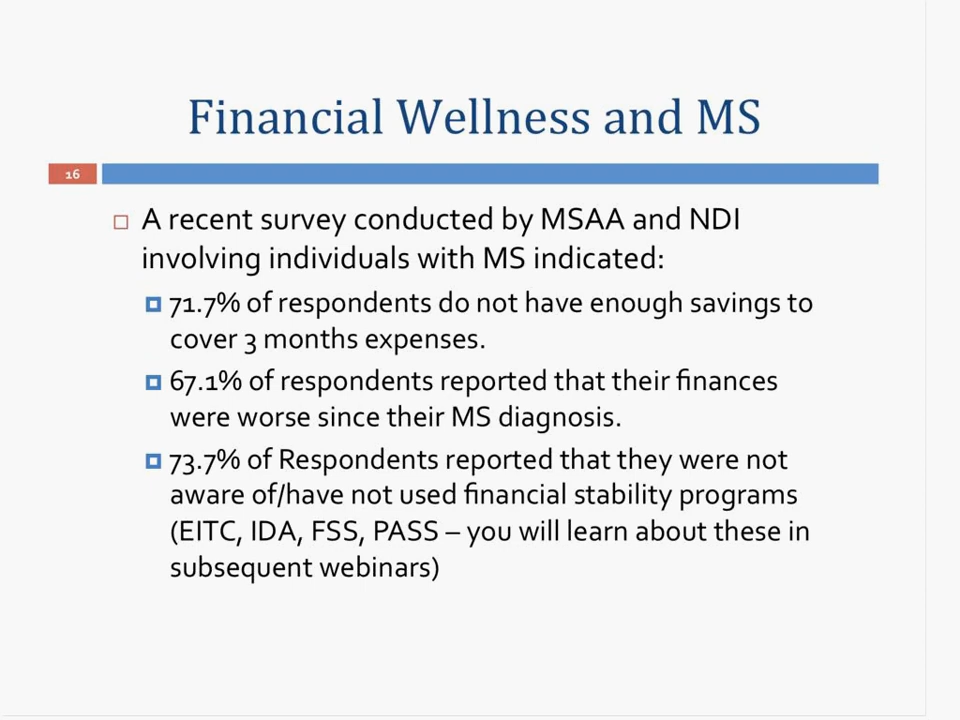 Financial Wellness and MS
16
A recent survey conducted by MSAA and NDI
involving individuals with MS indicated:
71.7% of respondents do not have enough savings to
cover 3 months expenses.
67.1% of respondents reported that their finances
were worse since their MS diagnosis.
73.7% of Respondents reported that they were not
aware of/have not used financial stability programs
(EITC, IDA, FSS, PASS – you will learn about these in
subsequent webinars)